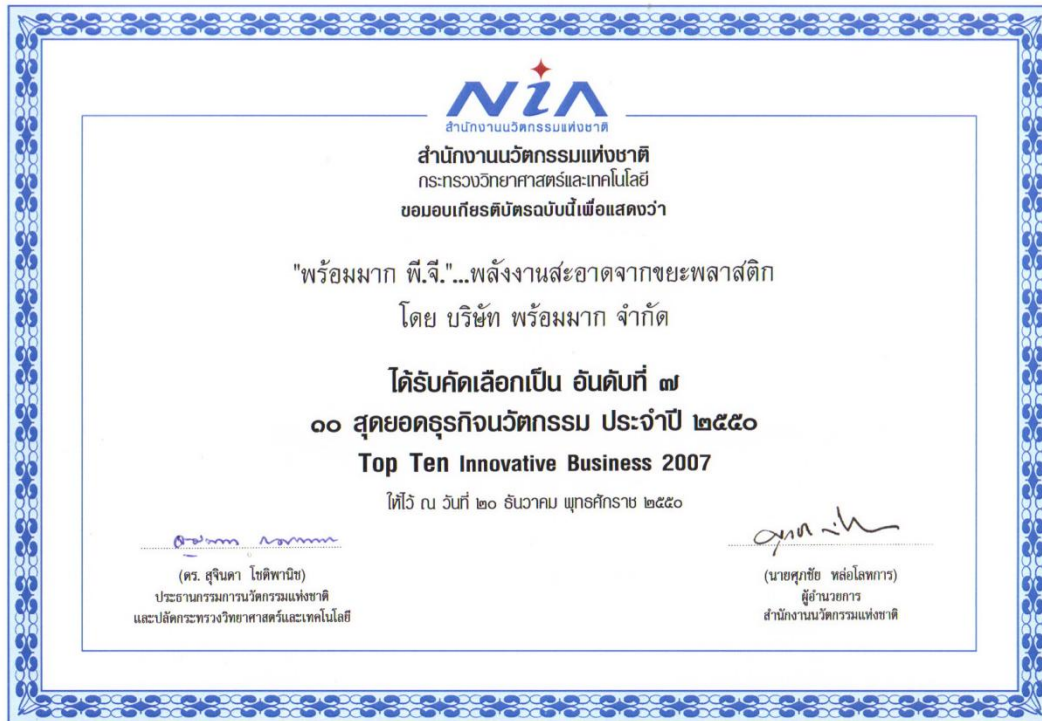 NiA
สำนักงานนวัตกรรมแห่งชาติ
สำนักงานนวัตกรรมแห่งชาติ
กระทรวงวิทยาศาสตร์และเทคโนโลยี
ขอมอบเกียรติบัตรฉบับนี้เพื่อแสดงว่า
"พร้อมมาก พี.จี."...พลังงานสะอาดจากขยะพลาสติก
โดย บริษัท พร้อมมาก จำกัด
ได้รับคัดเลือกเป็น อันดับที่ ๗
๑๐ สุดยอดธุรกิจนวัตกรรม ประจำปี ๒๕๕๐
Top Ten Innovative Business 2007
ให้ไว้ ณ วันที่ ๒๐ ธันวาคม พุทธศักราช ๒๕๕๐
(ดร. สุจินดา โชติพานิช)
ประธานกรรมการนวัตกรรมแห่งชาติ
และปลัดกระทรวงวิทยาศาสตร์และเทคโนโลยี
(นายศุภชัย หล่อโลหการ)
ผู้อำนวยการ
สำนักงานนวัตกรรมแห่งชาติ